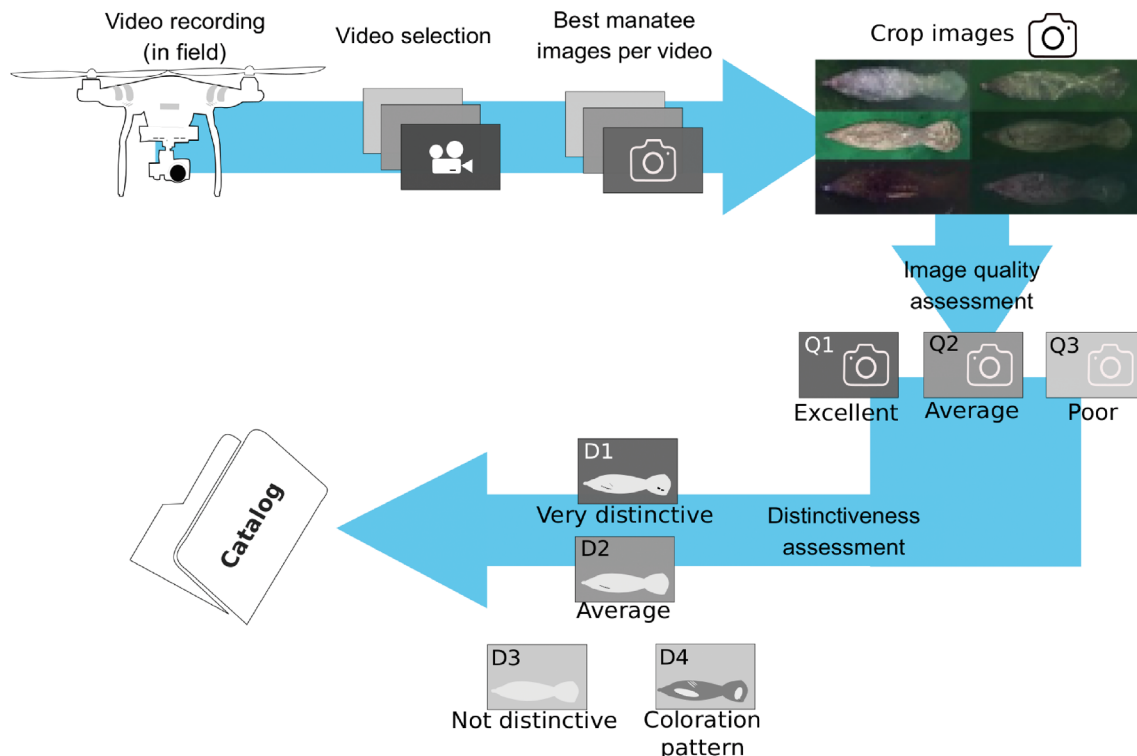 Video recording
(in field)
Video selection
Best manatee
images per video
Crop images
Image quality
assessment
Q1
Q2
Q3
Excellent
Average
Poor
Distinctiveness
assessment
D1
Very distinctive
D2
Average
D3
Not distinctive
D4
Coloration
pattern
Catalog